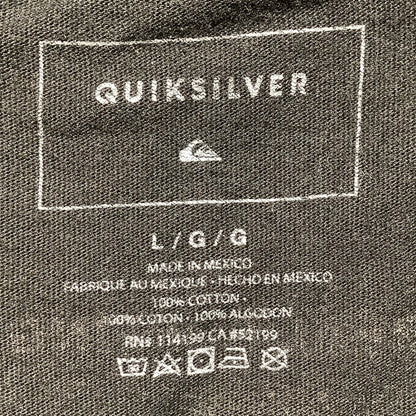 QUIKSILVER
L / G / G
MADE IN MEXICO
FABRIQUE AU MEXIQUE • HECHO EN MEXICO
100% COTTON •
100% COTON • 100% ALGODON
RN# 114199 CA #52199